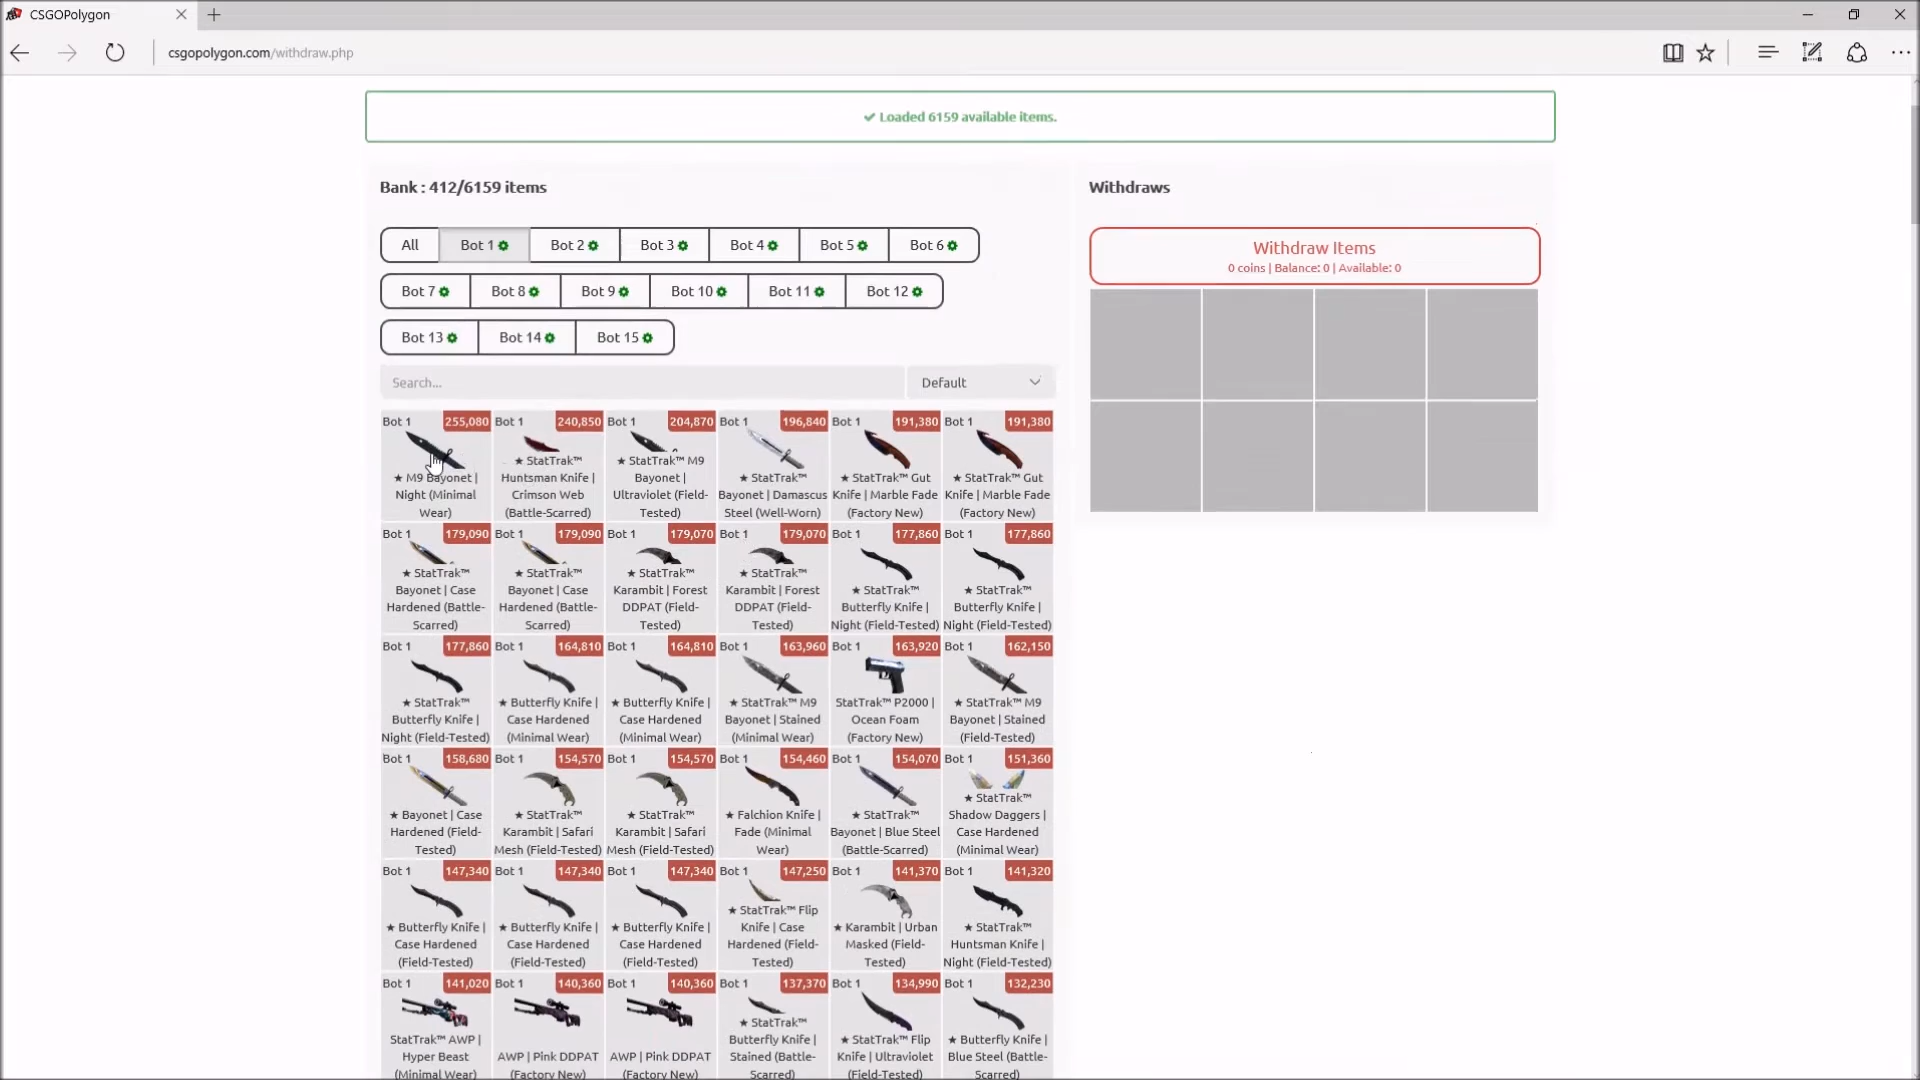 CSGOPolygon
csgopolygon.com/withdraw.php
✔ Loaded 6159 available items.
Bank : 412/6159 items
Withdraws
All Bot 1 Bot 2 Bot 3 Bot 4 Bot 5 Bot 6
Bot 7 Bot 8 Bot 9 Bot 10 Bot 11 Bot 12
Bot 13 Bot 14 Bot 15
Withdraw Items
0 coins | Balance: 0 | Available: 0
Search...
Default
Bot 1 255,080
★ M9 Bayonet |
Night (Minimal
Wear)
Bot 1 240,850
★ StatTrak™
Huntsman Knife |
Crimson Web
(Battle-Scarred)
Bot 1 204,870
★ StatTrak™ M9
Bayonet |
Ultraviolet (Field-
Tested)
Bot 1 196,840
★ StatTrak™
Bayonet | Damascus
Steel (Well-Worn)
Bot 1 191,380
★ StatTrak™ Gut
Knife | Marble Fade
(Factory New)
Bot 1 191,380
★ StatTrak™ Gut
Knife | Marble Fade
(Factory New)
Bot 1 179,090
★ StatTrak™
Bayonet | Case
Hardened (Battle-
Scarred)
Bot 1 179,090
★ StatTrak™
Bayonet | Case
Hardened (Battle-
Scarred)
Bot 1 179,070
★ StatTrak™
Karambit | Forest
DDPAT (Field-
Tested)
Bot 1 179,070
★ StatTrak™
Karambit | Forest
DDPAT (Field-
Tested)
Bot 1 177,860
★ StatTrak™
Butterfly Knife |
Night (Field-Tested)
Bot 1 177,860
★ StatTrak™
Butterfly Knife |
Night (Field-Tested)
Bot 1 177,860
★ StatTrak™
Butterfly Knife |
Night (Field-Tested)
Bot 1 164,810
★ Butterfly Knife |
Case Hardened
(Minimal Wear)
Bot 1 164,810
★ Butterfly Knife |
Case Hardened
(Minimal Wear)
Bot 1 163,960
★ StatTrak™ M9
Bayonet | Stained
(Minimal Wear)
Bot 1 163,920
StatTrak™ P2000 |
Ocean Foam
(Factory New)
Bot 1 162,150
★ StatTrak™ M9
Bayonet | Stained
(Field-Tested)
Bot 1 158,680
★ Bayonet | Case
Hardened (Field-
Tested)
Bot 1 154,570
★ StatTrak™
Karambit | Safari
Mesh (Field-Tested)
Bot 1 154,570
★ StatTrak™
Karambit | Safari
Mesh (Field-Tested)
Bot 1 154,460
★ Falchion Knife |
Fade (Minimal
Wear)
Bot 1 154,070
★ StatTrak™
Bayonet | Blue Steel
(Battle-Scarred)
Bot 1 151,360
★ StatTrak™
Shadow Daggers |
Case Hardened
(Minimal Wear)
Bot 1 147,340
★ Butterfly Knife |
Case Hardened
(Field-Tested)
Bot 1 147,340
★ Butterfly Knife |
Case Hardened
(Field-Tested)
Bot 1 147,340
★ Butterfly Knife |
Case Hardened
(Field-Tested)
Bot 1 147,250
★ StatTrak™ Flip
Knife | Case
Hardened (Field-
Tested)
Bot 1 141,370
★ Karambit | Urban
Masked (Field-
Tested)
Bot 1 141,320
★ StatTrak™
Huntsman Knife |
Night (Field-Tested)
Bot 1 141,020
StatTrak™ AWP |
Hyper Beast
(Minimal Wear)
Bot 1 140,360
AWP | Pink DDPAT
(Factory New)
Bot 1 140,360
AWP | Pink DDPAT
(Factory New)
Bot 1 137,370
★ StatTrak™
Butterfly Knife |
Stained (Battle-
Scarred)
Bot 1 134,990
★ StatTrak™ Flip
Knife | Ultraviolet
(Field-Tested)
Bot 1 132,230
★ Butterfly Knife |
Blue Steel (Battle-
Scarred)